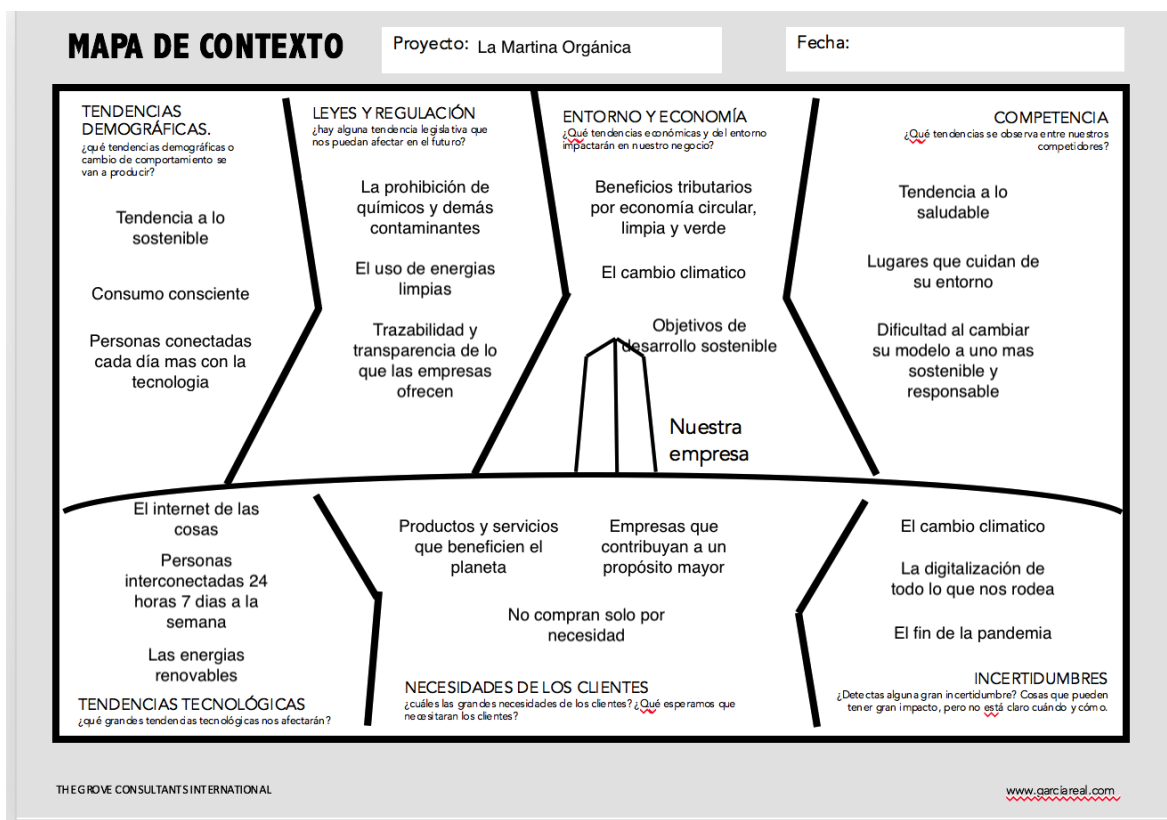 MAPA DE CONTEXTO
Proyecto: La Martina Orgánica
Fecha:
TENDENCIAS
DEMOGRÁFICAS.
¿qué tendencias demográficas o
cambio de comportamiento se
van a producir?
Tendencia a lo
sostenible
Consumo consciente
Personas conectadas
cada día mas con la
tecnologia
LEYES Y REGULACIÓN
¿hay alguna tendencia legislativa que
nos puedan afectar en el futuro?
La prohibición de
químicos y demás
contaminantes
El uso de energias
limpias
Trazabilidad y
transparencia de lo
que las empresas
ofrecen
ENTORNO Y ECONOMÍA
¿Qué tendencias económicas y del entorno
impactarán en nuestro negocio?
Beneficios tributarios
por economía circular,
limpia y verde
El cambio climatico
Objetivos de
desarrollo sostenible
Nuestra
empresa
COMPETENCIA
¿Qué tendencias se observa entre nuestros
competidores?
Tendencia a lo
saludable
Lugares que cuidan de
su entorno
Dificultad al cambiar
su modelo a uno mas
sostenible y
responsable
El internet de las
cosas
Personas
interconectadas 24
horas 7 dias a la
semana
Las energias
renovables
TENDENCIAS TECNOLÓGICAS
¿qué grandes tendencias tecnológicas nos afectarán?
Productos y servicios
que beneficien el
planeta
Empresas que
contribuyan a un
propósito mayor
No compran solo por
necesidad
NECESIDADES DE LOS CLIENTES
¿cuáles las grandes necesidades de los clientes? ¿Qué esperamos que
necesitaran los clientes?
El cambio climatico
La digitalización de
todo lo que nos rodea
El fin de la pandemia
INCERTIDUMBRES
¿Detectas alguna gran incertidumbre? Cosas que pueden
tener gran impacto, pero no está claro cuándo y cómo.
THE GROVE CONSULTANTS INTERNATIONAL
www.garciareal.com